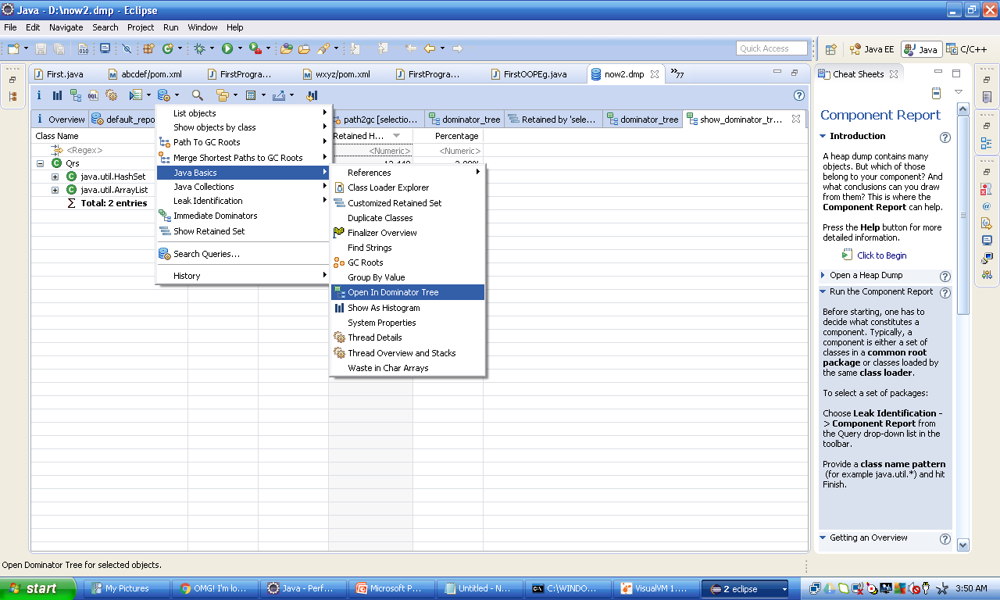 Java - D:\now2.dmp - Eclipse
File Edit Navigate Search Project Run Window Help
Quick Access
Java EE
Java
C/C++
First.java
abcdef/pom.xml
FirstProgra...
wxyz/pom.xml
FirstProgra...
FirstOOPEg.java
now2.dmp
»77
i Overview
default_repo
path2gc [selectio
dominator_tree
Retained by 'sele...
dominator_tree
show_dominator_tr...
Class Name
Retained H...
Percentage
<Regex>
<Numeric>
<Numeric>
Qrs
java.util.HashSet
java.util.ArrayList
Σ Total: 2 entries
List objects
Show objects by class
Path To GC Roots
Merge Shortest Paths to GC Roots
Java Basics
Java Collections
Leak Identification
Immediate Dominators
Show Retained Set
Search Queries...
History
References
Class Loader Explorer
Customized Retained Set
Duplicate Classes
Finalizer Overview
Find Strings
GC Roots
Group By Value
Open In Dominator Tree
Show As Histogram
System Properties
Thread Details
Thread Overview and Stacks
Waste in Char Arrays
Cheat Sheets
Component Report
Introduction
A heap dump contains many
objects. But which of those
belong to your component? And
what conclusions can you draw
from them? This is where the
Component Report can help.
Press the Help button for more
detailed information.
Click to Begin
Open a Heap Dump
Run the Component Report
Before starting, one has to
decide what constitutes a
component. Typically, a
component is either a set of
classes in a common root
package or classes loaded by
the same class loader.
To select a set of packages:
Choose Leak Identification -
> Component Report from
the Query drop-down list in the
toolbar.
Provide a class name pattern
(for example java.util.*) and hit
Finish.
Getting an Overview
Open Dominator Tree for selected objects.
start
My Pictures
OMG! I'm lo...
Java - Perf...
Microsoft P...
Untitled - N...
C:\WINDO...
VisualVM 1....
2 eclipse
3:50 AM